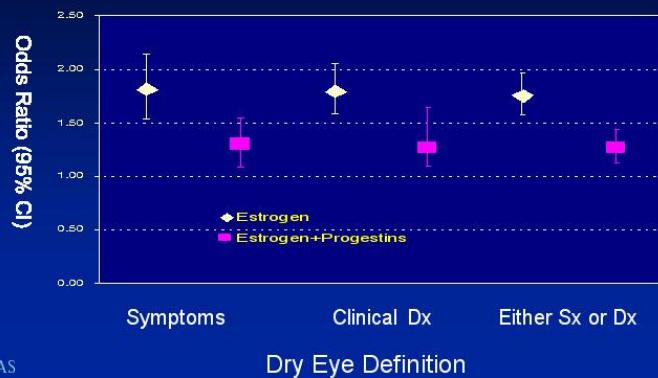 2.50
2.00
1.50
1.00
0.50
0.00
Odds Ratio (95% CI)
Estrogen
Estrogen+Progestins
Symptoms
Clinical Dx
Either Sx or Dx
Dry Eye Definition
AS